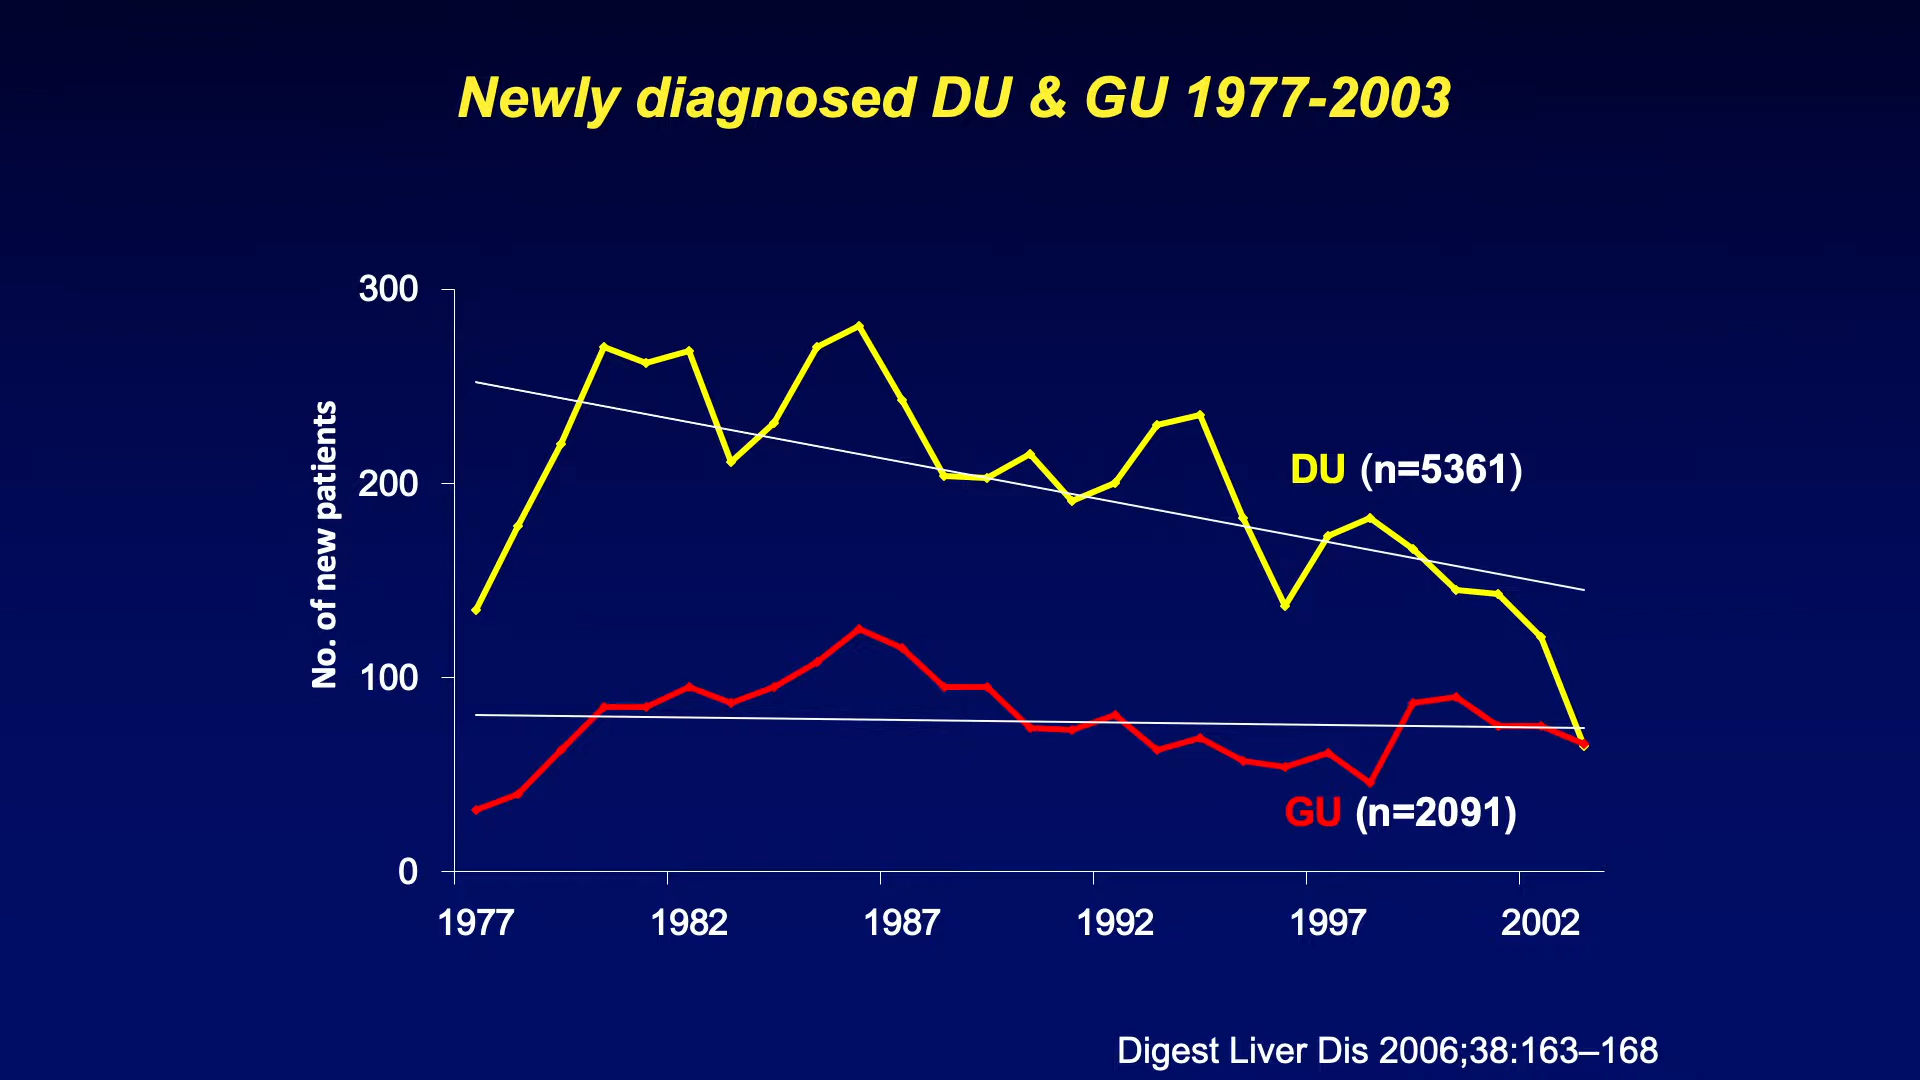 Newly diagnosed DU & GU 1977-2003
300
200
100
0
No. of new patients
DU (n=5361)
GU (n=2091)
1977 1982 1987 1992 1997 2002
Digest Liver Dis 2006;38:163–168